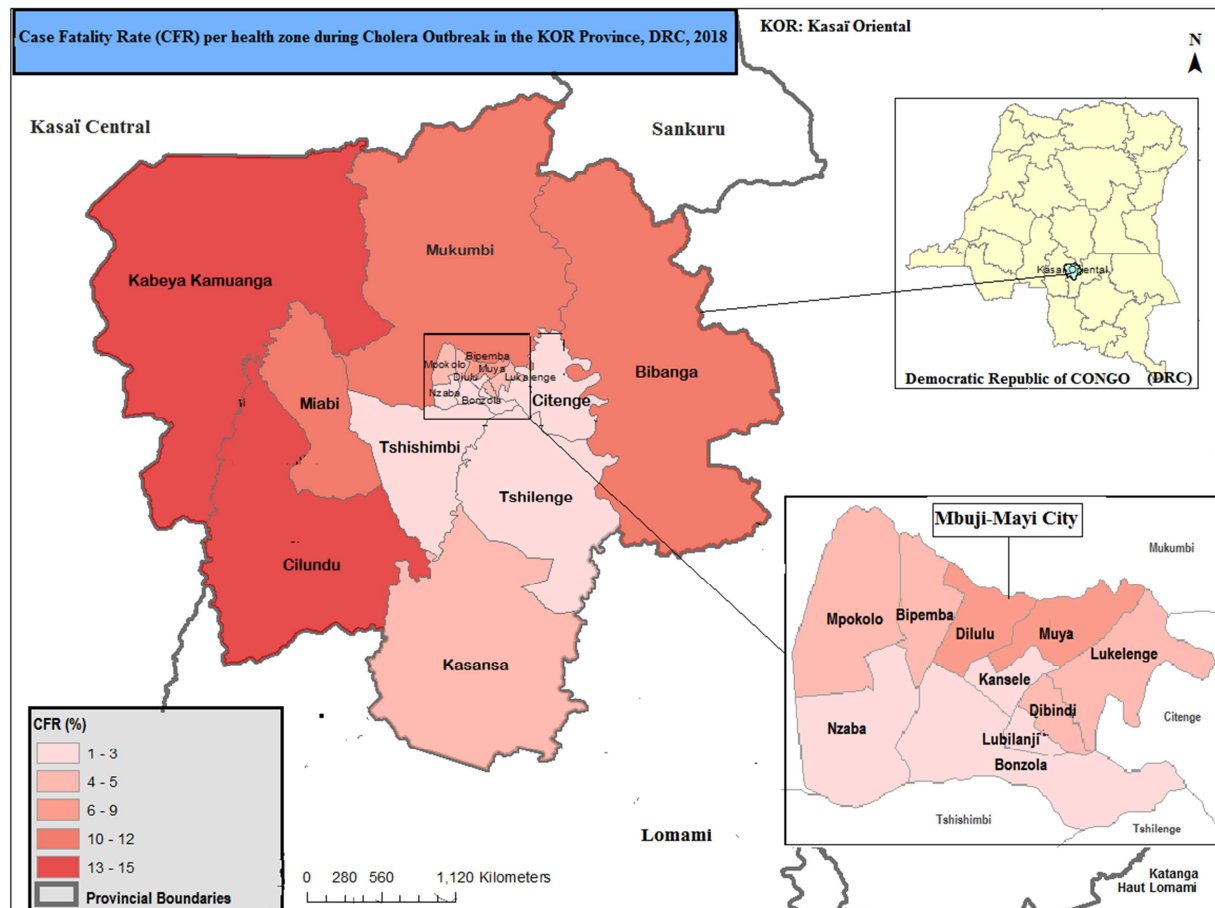 Case Fatality Rate (CFR) per health zone during Cholera Outbreak in the KOR Province, DRC, 2018
KOR: Kasaï Oriental
N
Kasaï Central
Sankuru
Mukumbi
Kabeya Kamuanga
Kasaï Oriental
Democratic Republic of CONGO (DRC)
Bipemba
Mpokolo
Muya
Dilulu
Lukelenge
Nzaba
Bonzola
Citenge
Bibanga
Miabi
Tshishimbi
Tshilenge
Cilundu
Kasansa
Mbuji-Mayi City
Mukumbi
Mpokolo
Bipemba
Dilulu
Muya
Lukelenge
Kansele
Dibindi
Citenge
Nzaba
Lubilanji
Bonzola
Tshishimbi
Tshilenge
CFR (%)
1 - 3
4 - 5
6 - 9
10 - 12
13 - 15
Provincial Boundaries
Lomami
0 280 560 1,120 Kilometers
Katanga
Haut Lomami